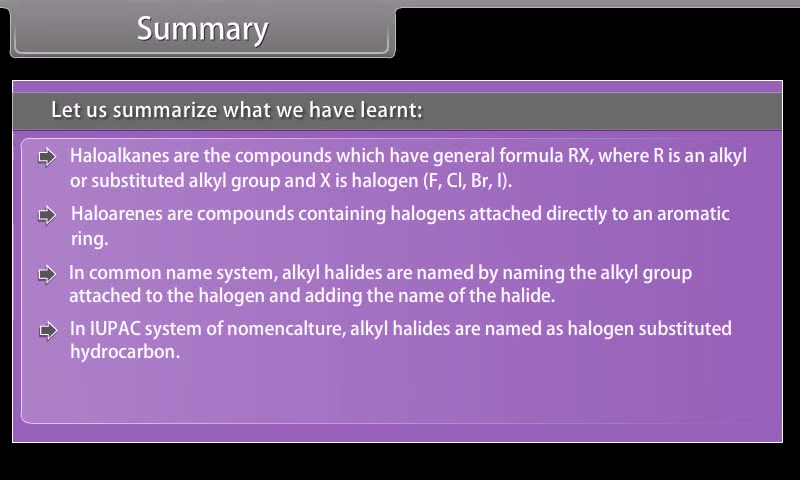 Summary
Let us summarize what we have learnt:
Haloalkanes are the compounds which have general formula RX, where R is an alkyl
or substituted alkyl group and X is halogen (F, Cl, Br, I).
Haloarenes are compounds containing halogens attached directly to an aromatic
ring.
In common name system, alkyl halides are named by naming the alkyl group
attached to the halogen and adding the name of the halide.
In IUPAC system of nomencalture, alkyl halides are named as halogen substituted
hydrocarbon.